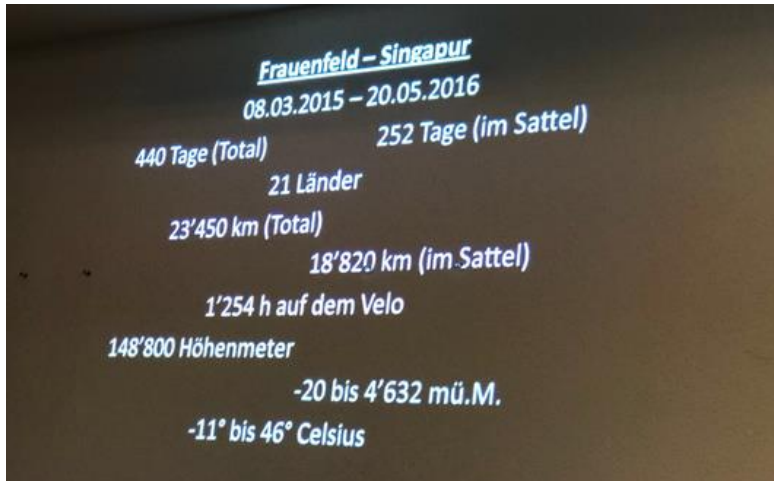 Frauenfeld – Singapur
08.03.2015 – 20.05.2016
440 Tage (Total) 252 Tage (im Sattel)
21 Länder
23’450 km (Total)
18’820 km (im Sattel)
1’254 h auf dem Velo
148’800 Höhenmeter
-20 bis 4’632 mü.M.
-11° bis 46° Celsius